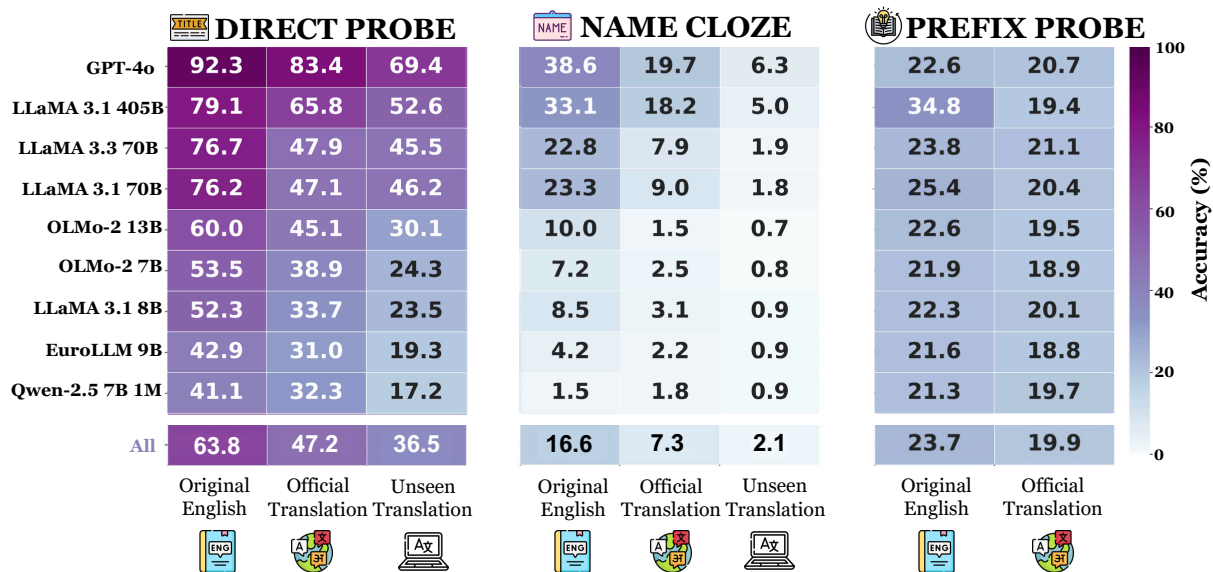 TITLE DIRECT PROBE
NAME NAME CLOZE
PREFIX PROBE
GPT-4o 92.3 83.4 69.4 38.6 19.7 6.3 22.6 20.7
LLaMA 3.1 405B 79.1 65.8 52.6 33.1 18.2 5.0 34.8 19.4
LLaMA 3.3 70B 76.7 47.9 45.5 22.8 7.9 1.9 23.8 21.1
LLaMA 3.1 70B 76.2 47.1 46.2 23.3 9.0 1.8 25.4 20.4
OLMo-2 13B 60.0 45.1 30.1 10.0 1.5 0.7 22.6 19.5
OLMo-2 7B 53.5 38.9 24.3 7.2 2.5 0.8 21.9 18.9
LLaMA 3.1 8B 52.3 33.7 23.5 8.5 3.1 0.9 22.3 20.1
EuroLLM 9B 42.9 31.0 19.3 4.2 2.2 0.9 21.6 18.8
Qwen-2.5 7B 1M 41.1 32.3 17.2 1.5 1.8 0.9 21.3 19.7
All 63.8 47.2 36.5 16.6 7.3 2.1 23.7 19.9
100
80
60
40
20
0
Accuracy (%)
Original Official Unseen Original Official Unseen Original Official
English Translation Translation English Translation Translation English Translation
ENG A 文 अ A文 ENG A 文 अ A文 ENG A 文 अ